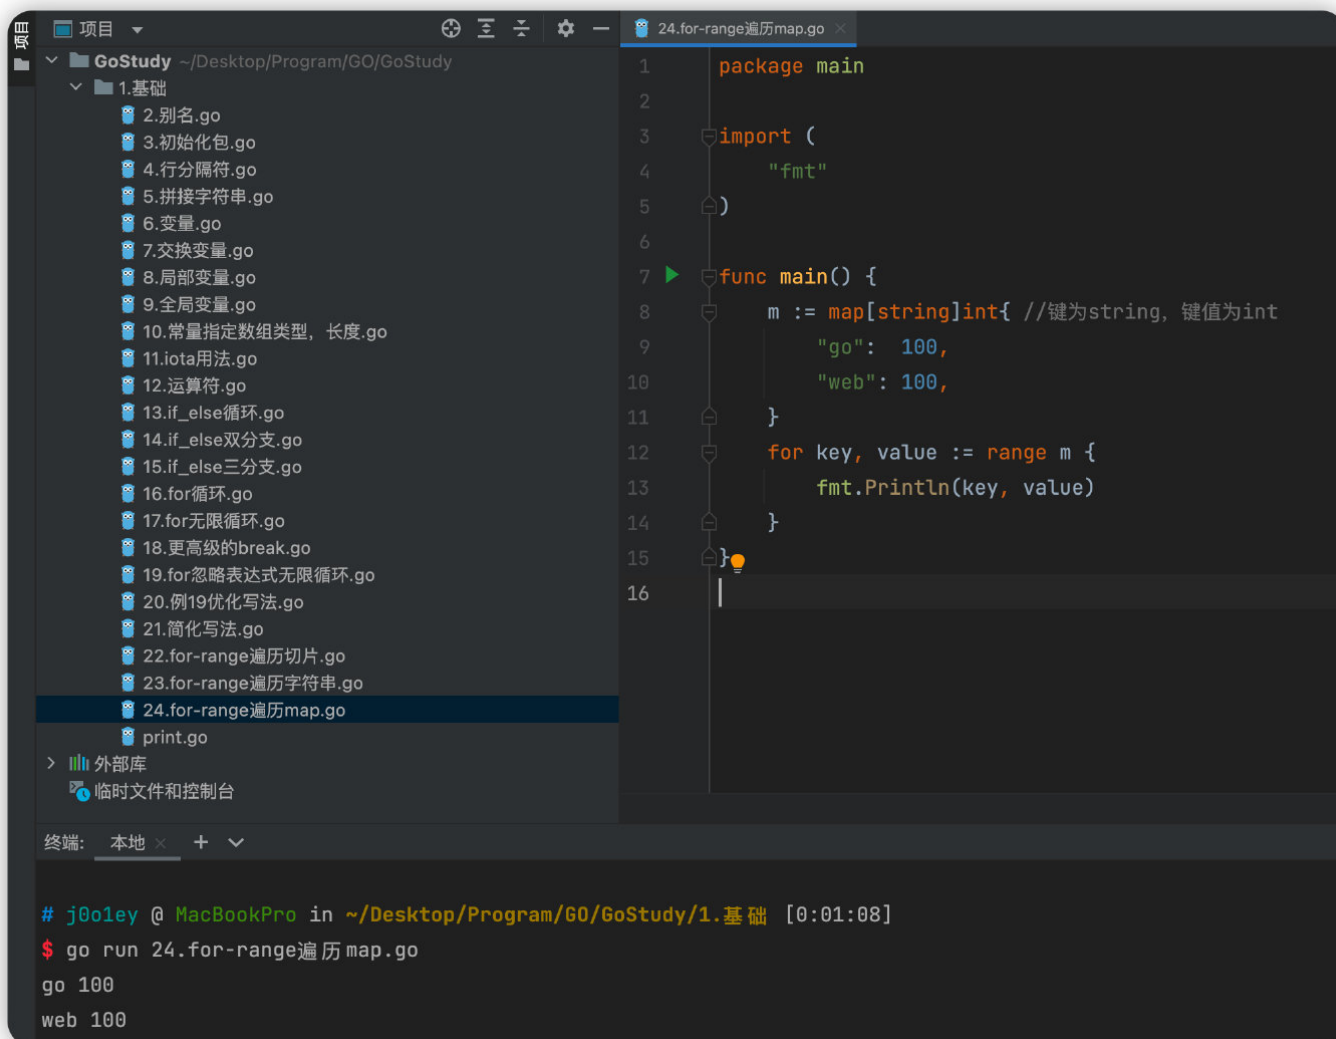 项目
项目
GoStudy ~/Desktop/Program/GO/GoStudy
1.基础
2.别名.go
3.初始化包.go
4.行分隔符.go
5.拼接字符串.go
6.变量.go
7.交换变量.go
8.局部变量.go
9.全局变量.go
10.常量指定数组类型，长度.go
11.iota用法.go
12.运算符.go
13.if_else循环.go
14.if_else双分支.go
15.if_else三分支.go
16.for循环.go
17.for无限循环.go
18.更高级的break.go
19.for忽略表达式无限循环.go
20.例19优化写法.go
21.简化写法.go
22.for-range遍历切片.go
23.for-range遍历字符串.go
24.for-range遍历map.go
print.go
外部库
临时文件和控制台
24.for-range遍历map.go
1 package main
2
3 import (
4 "fmt"
5 )
6
7 func main() {
8 m := map[string]int{ //键为string，键值为int
9 "go":  100,
10 "web": 100,
11 }
12 for key, value := range m {
13 fmt.Println(key, value)
14 }
15 }
16
终端: 本地
# j0o1ey @ MacBookPro in ~/Desktop/Program/GO/GoStudy/1.基础 [0:01:08]
$ go run 24.for-range遍历map.go
go 100
web 100